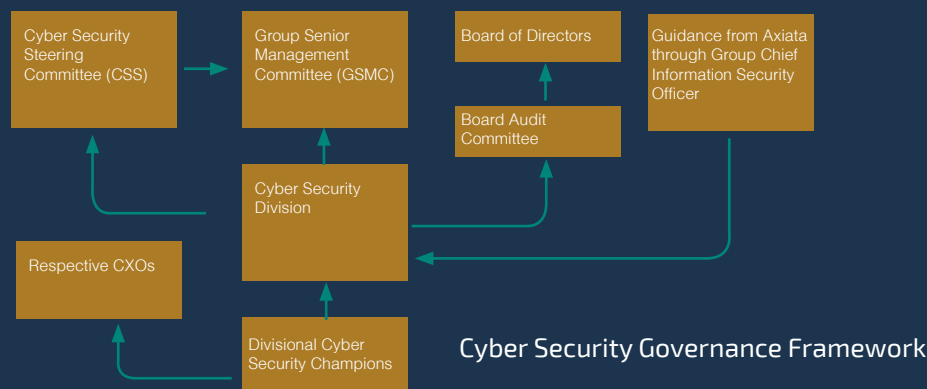 Cyber Security
Steering
Committee (CSS)
Group Senior
Management
Committee (GSMC)
Board of Directors
Guidance from Axiata
through Group Chief
Information Security
Officer
Board Audit
Committee
Cyber Security
Division
Respective CXOs
Divisional Cyber
Security Champions
Cyber Security Governance Framework